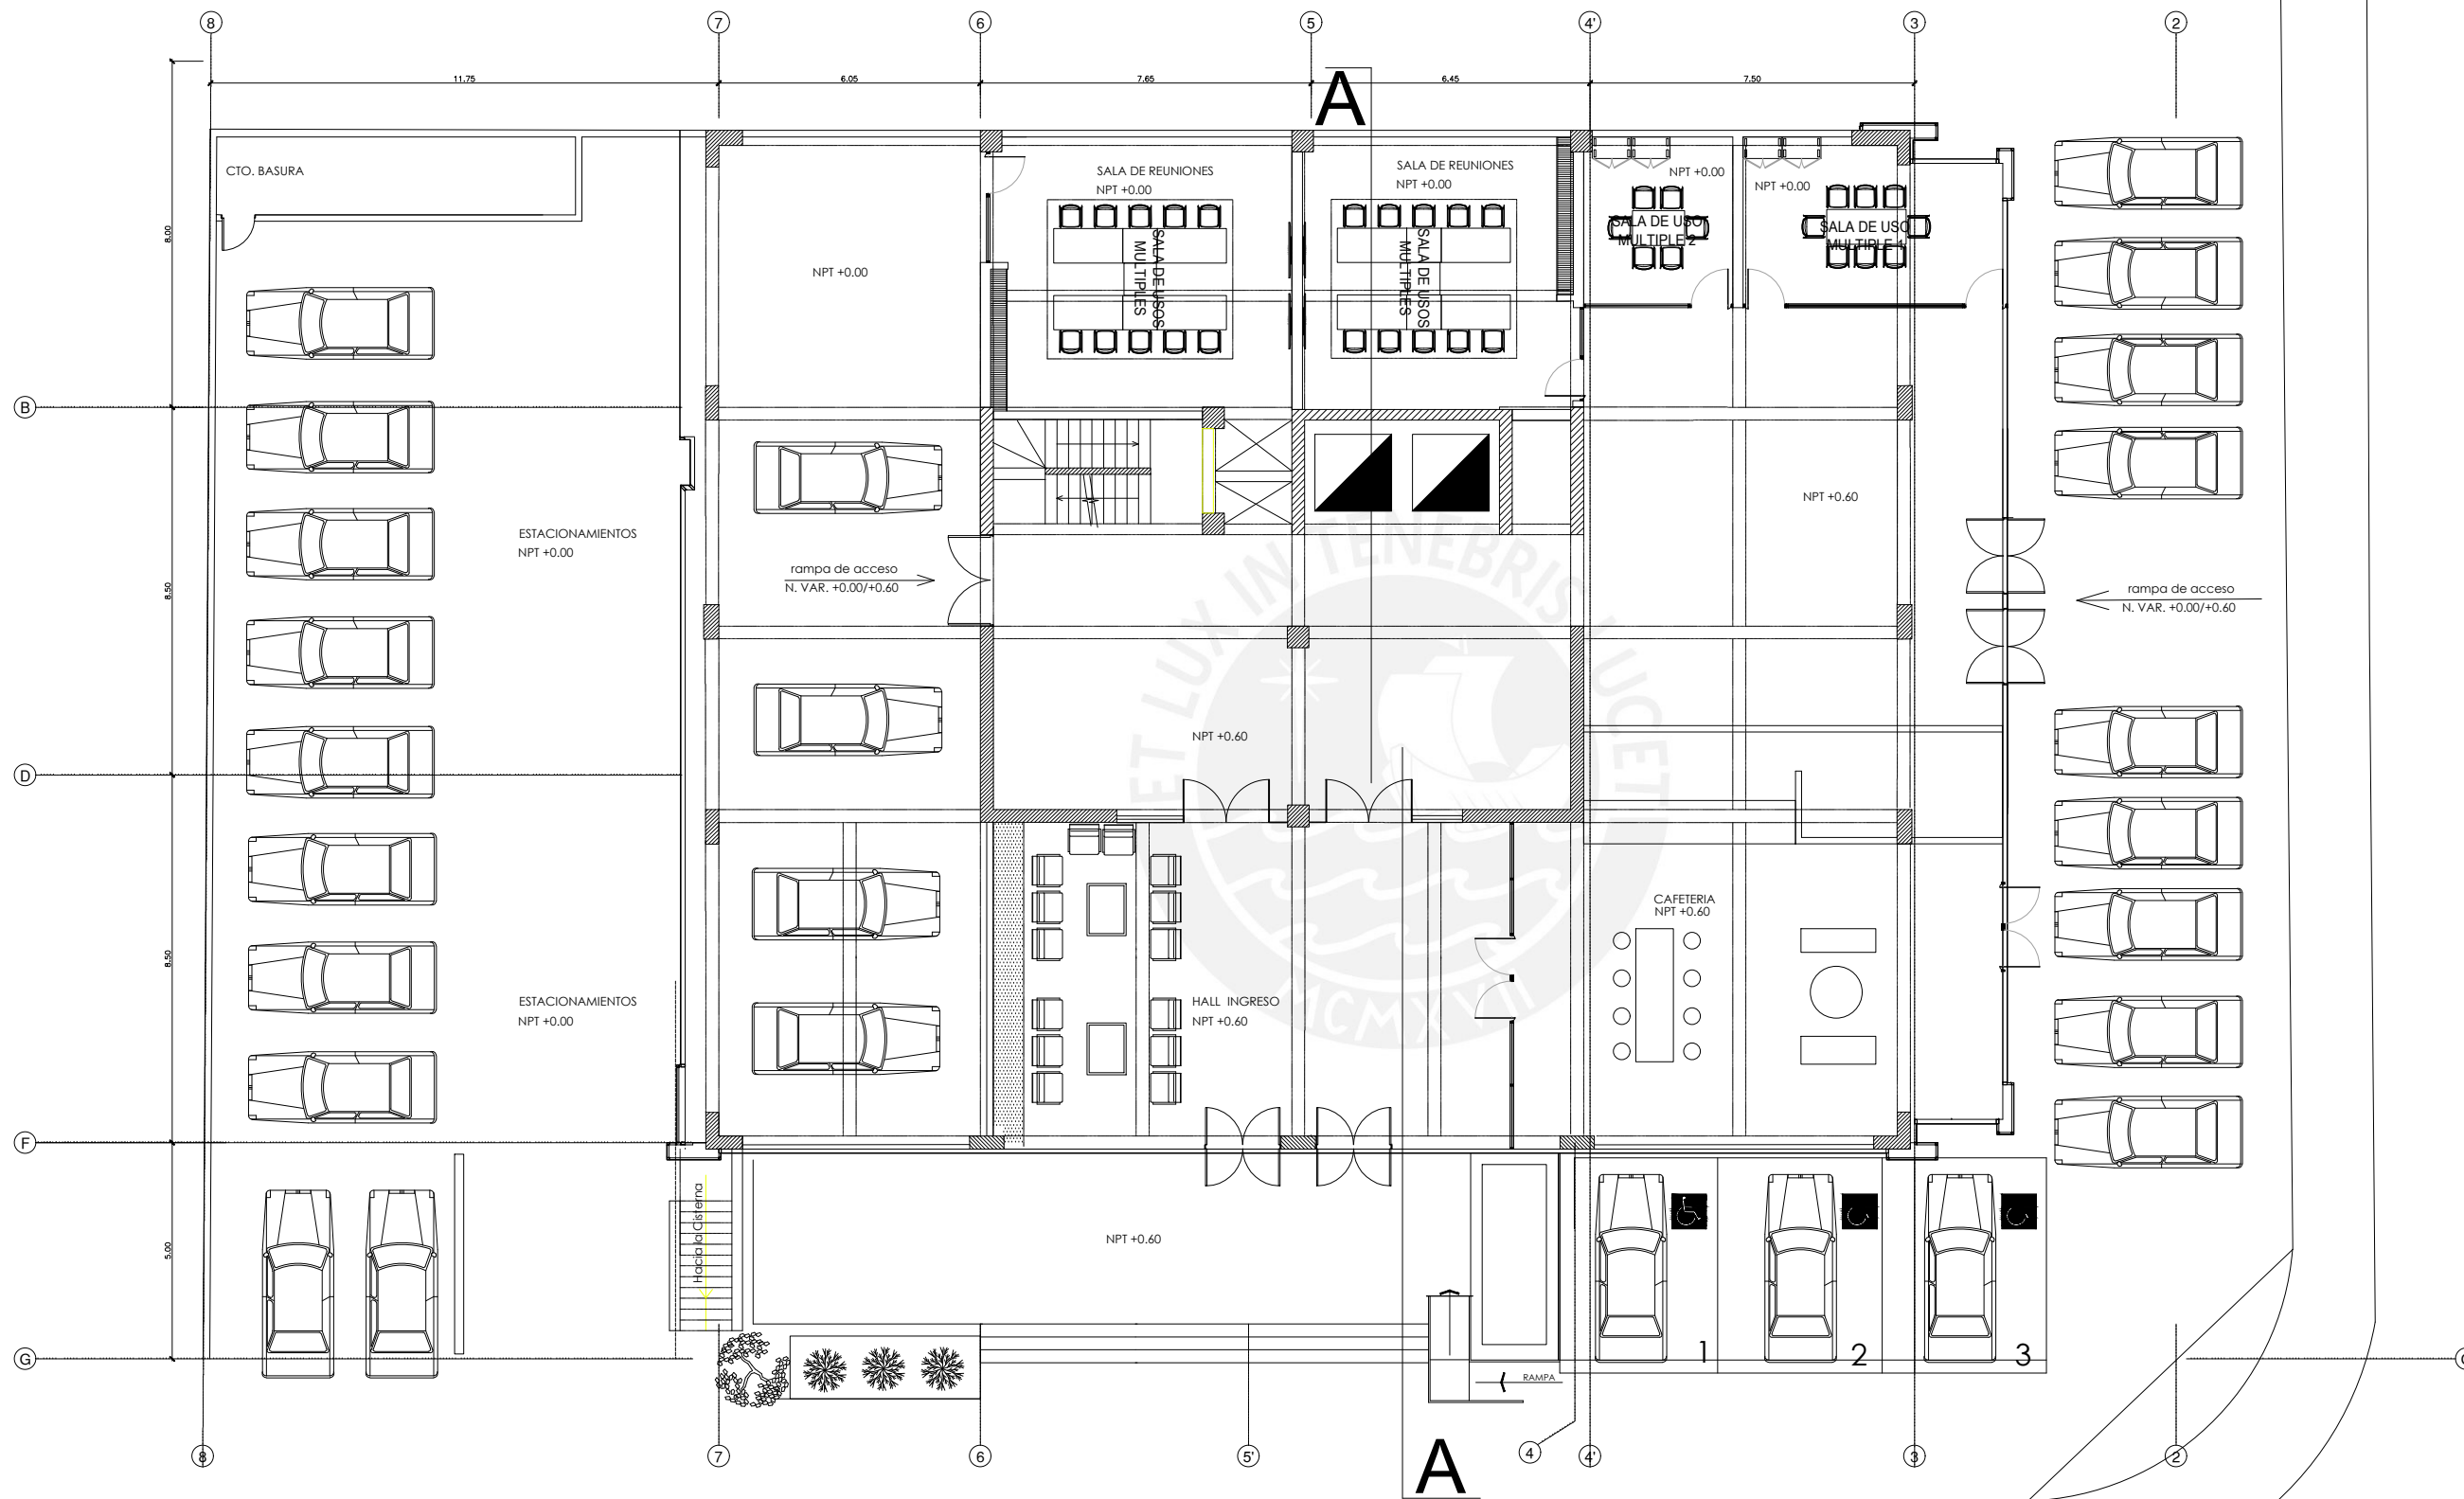 8
7
6
5
4'
3
2
11.75
6.05
7.65
6.45
7.50
A
CTO. BASURA
SALA DE REUNIONES
NPT +0.00
SALA DE REUNIONES
NPT +0.00
NPT +0.00
NPT +0.00
SALA DE USO
MULTIPLE 2
SALA DE USO
MULTIPLE 1
8.00
NPT +0.00
SALA DE USOS
MULTIPLES
SALA DE USOS
MULTIPLES
B
ESTACIONAMIENTOS
NPT +0.00
NPT +0.60
rampa de acceso
N. VAR. +0.00/+0.60
rampa de acceso
N. VAR. +0.00/+0.60
8.50
ET LUX IN TENEBRIS LUCET
MCMXVII
NPT +0.60
D
CAFETERIA
NPT +0.60
8.50
ESTACIONAMIENTOS
NPT +0.00
HALL INGRESO
NPT +0.60
F
Hacia la Cisterna
NPT +0.60
5.00
1
2
3
G
RAMPA
8
7
6
5'
4
4'
3
2
A